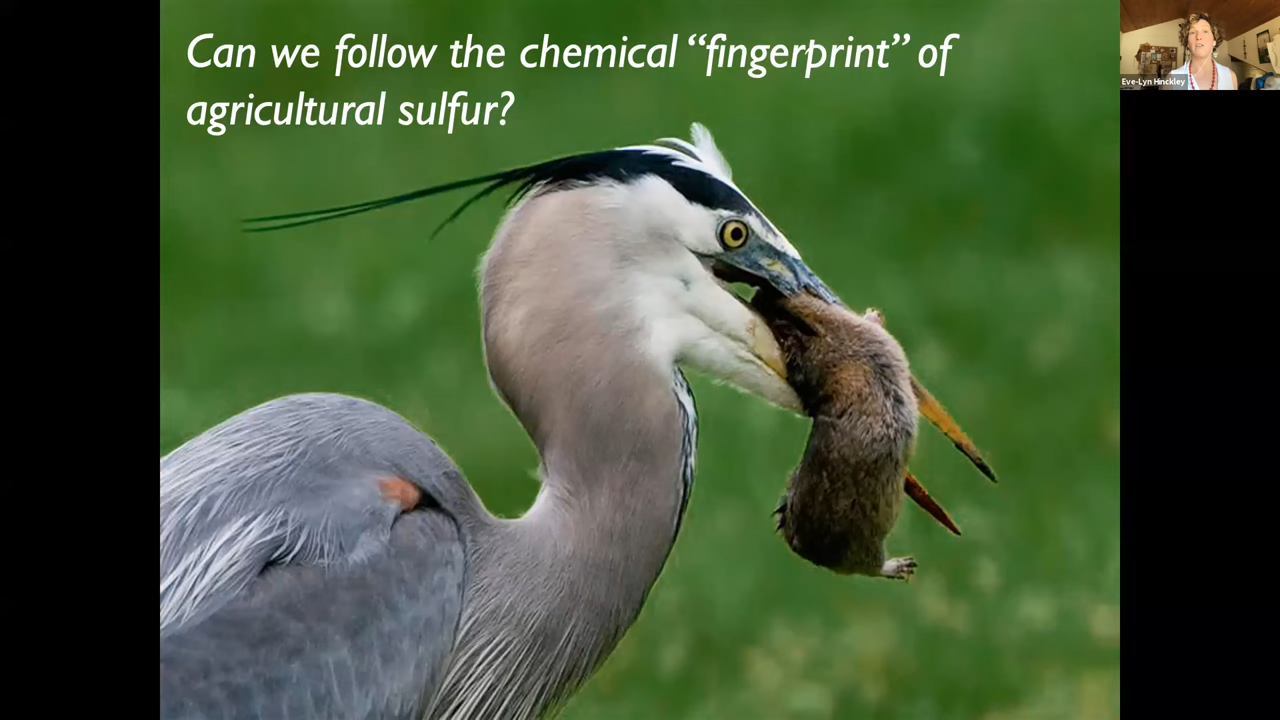 Can we follow the chemical “fingerprint” of
agricultural sulfur?
Eve-Lyn Hinckley